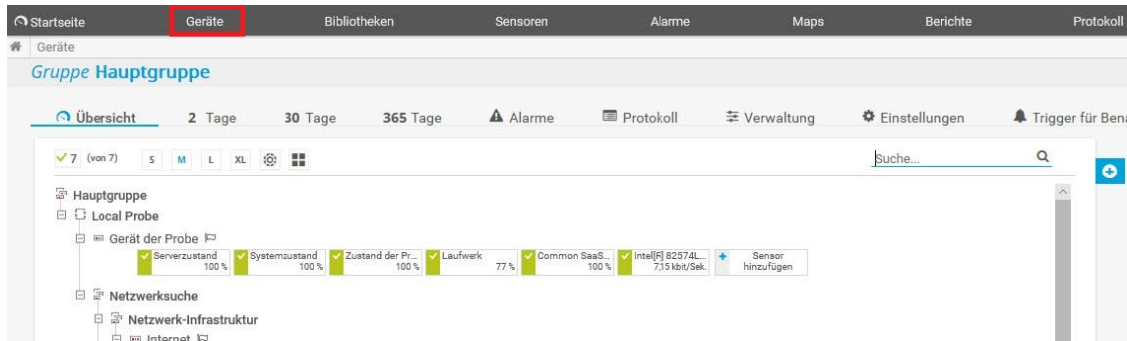 Startseite Geräte Bibliotheken Sensoren Alarme Maps Berichte Protokoll
Geräte
Gruppe Hauptgruppe
Übersicht 2 Tage 30 Tage 365 Tage Alarme Protokoll Verwaltung Einstellungen Trigger für Bena
7 (von 7) S M L XL Suche...
Hauptgruppe
Local Probe
Gerät der Probe
Serverzustand Systemzustand Zustand der Pr... Laufwerk Common SaaS... Intel[R] 82574L... Sensor
100 % 100 % 100 % 77 % 100 % 7,15 kbit/Sek. hinzufügen
Netzwerksuche
Netzwerk-Infrastruktur
Internet